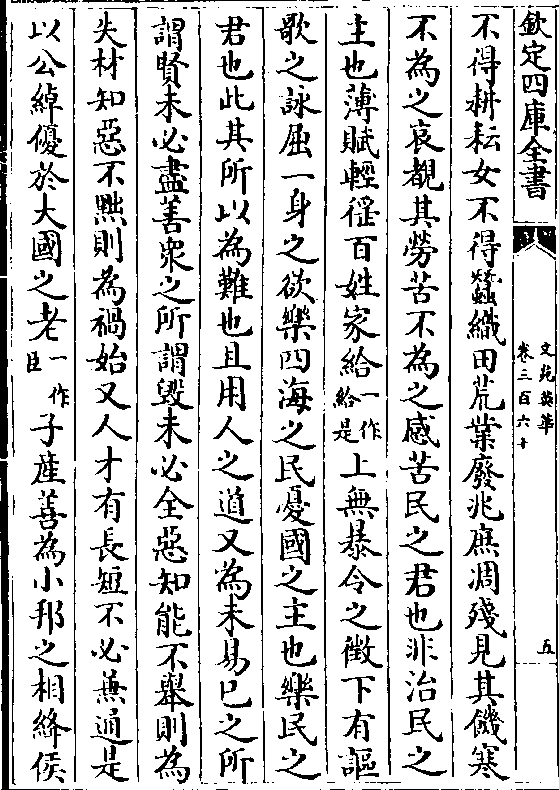 欽定四庫全書
文苑英華
卷三百六十
五
不得耕耘女不得蠶織田荒業廢兆庶凋殘見其饑寒
不為之哀覩其勞苦不為之感苦民之君也非治民之
主也薄賦輕徭百姓家給一作給是上無暴令之徵下有謳
歌之詠屈一身之欲樂四海之民憂國之主也樂民之
君也此其所以為難也且用人之道又為未易已之所
謂賢未必盡善衆之所謂毀未必全惡知能不舉則為
失材知惡不黜則為禍始又人才有長短不必兼通是
以公綽優於大國之老一作臣子產善為小邦之相絳侯